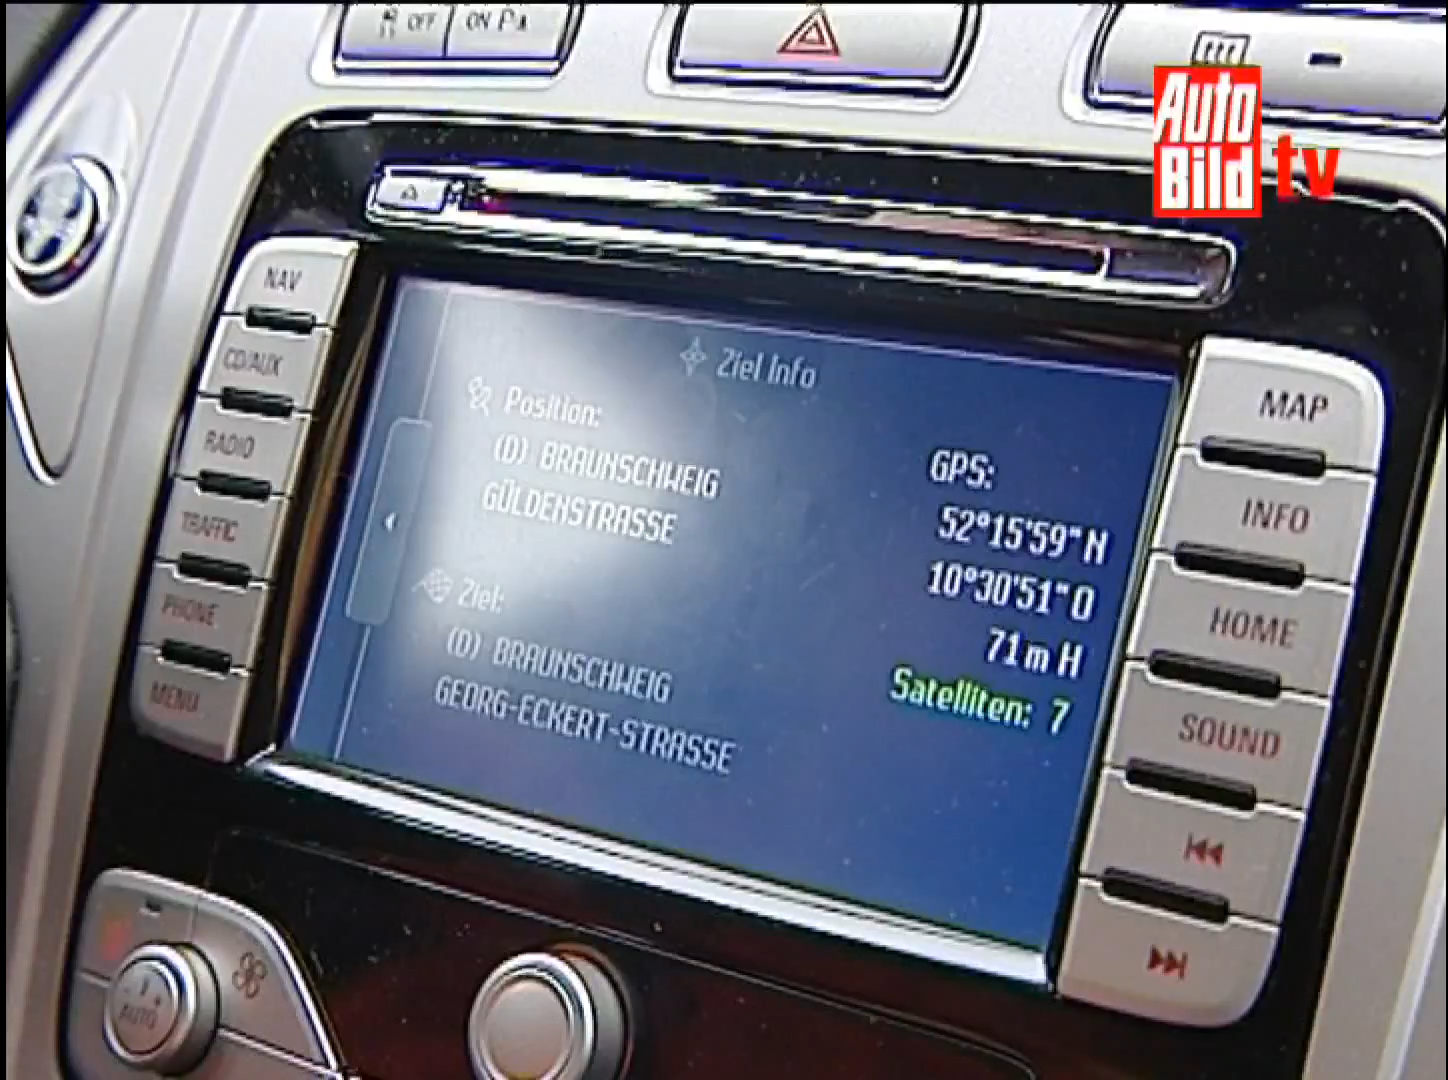 OFF
ON
Auto
Bild tv
NAV
CD/AUX
RADIO
TRAFFIC
PHONE
MENU
Ziel Info
Position:
(D) BRAUNSCHWEIG
GÜLDENSTRASSE
Ziel:
(D) BRAUNSCHWEIG
GEORG-ECKERT-STRASSE
GPS:
52°15'59"N
10°30'51"O
71m H
Satelliten: 7
MAP
INFO
HOME
SOUND
AUTO